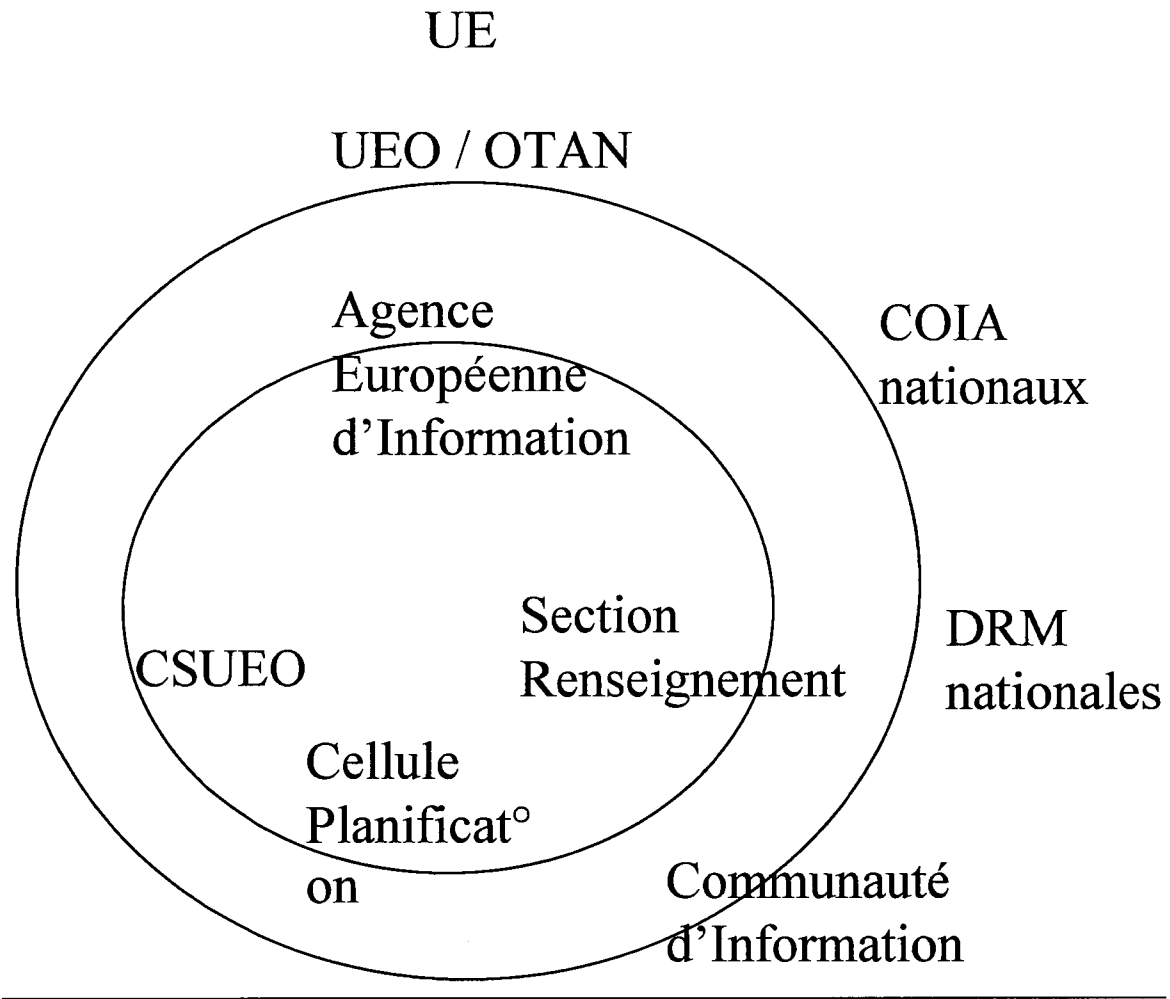 UE
UEO / OTAN
Agence
Européenne
d’Information
COIA
nationaux
Section
Renseignement
DRM
nationales
CSUEO
Cellule
Planificat°
on
Communauté
d’Information